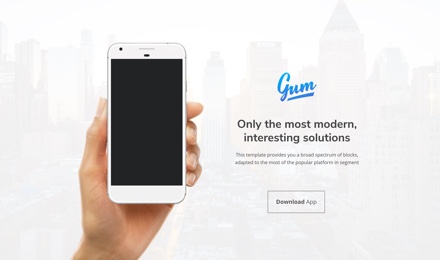 Gum
Only the most modern,
interesting solutions
This template provides you a broad spectrum of blocks,
adapted to the most of the popular platform in segment
Download App